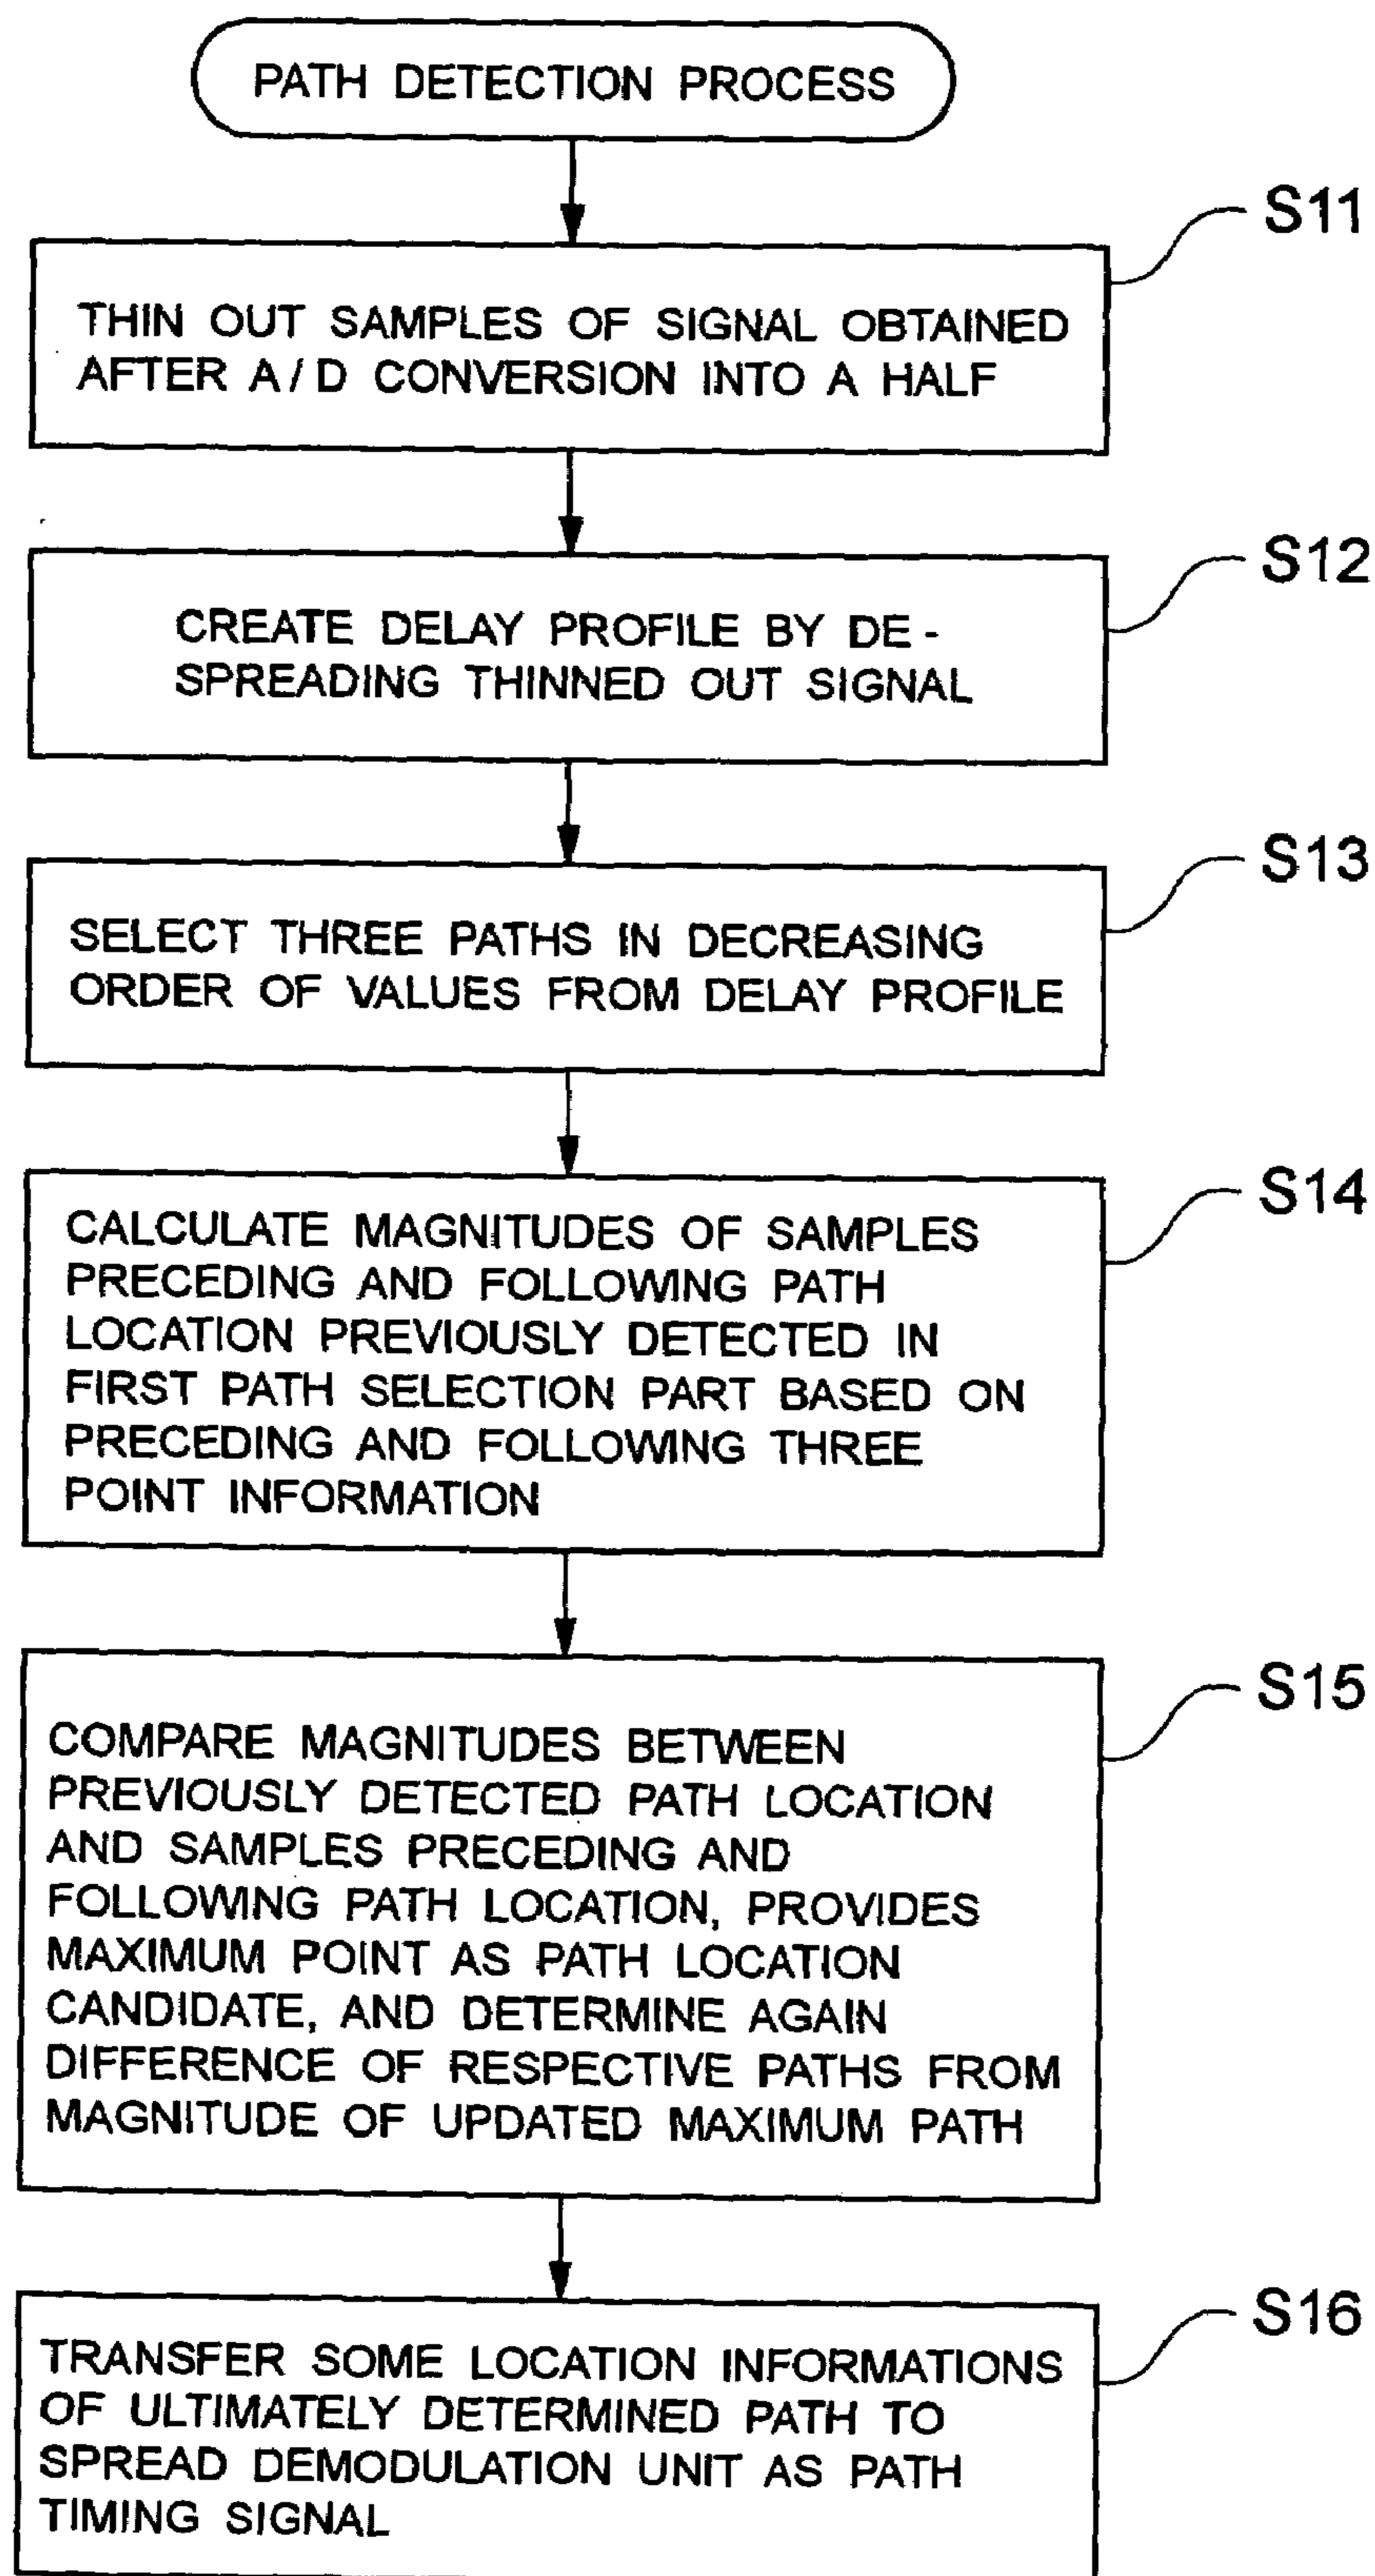 PATH DETECTION PROCESS
S11
THIN OUT SAMPLES OF SIGNAL OBTAINED
AFTER A/D CONVERSION INTO A HALF
S12
CREATE DELAY PROFILE BY DE-
SPREADING THINNED OUT SIGNAL
S13
SELECT THREE PATHS IN DECREASING
ORDER OF VALUES FROM DELAY PROFILE
S14
CALCULATE MAGNITUDES OF SAMPLES
PRECEDING AND FOLLOWING PATH
LOCATION PREVIOUSLY DETECTED IN
FIRST PATH SELECTION PART BASED ON
PRECEDING AND FOLLOWING THREE
POINT INFORMATION
S15
COMPARE MAGNITUDES BETWEEN
PREVIOUSLY DETECTED PATH LOCATION
AND SAMPLES PRECEDING AND
FOLLOWING PATH LOCATION, PROVIDES
MAXIMUM POINT AS PATH LOCATION
CANDIDATE, AND DETERMINE AGAIN
DIFFERENCE OF RESPECTIVE PATHS FROM
MAGNITUDE OF UPDATED MAXIMUM PATH
S16
TRANSFER SOME LOCATION INFORMATIONS
OF ULTIMATELY DETERMINED PATH TO
SPREAD DEMODULATION UNIT AS PATH
TIMING SIGNAL